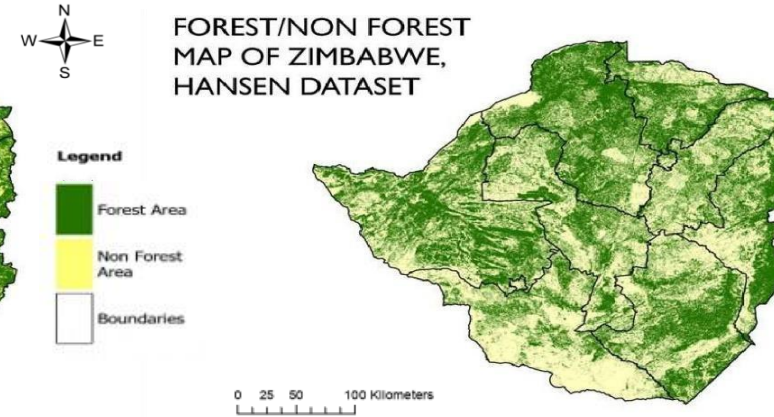 N
W E
S
FOREST/NON FOREST
MAP OF ZIMBABWE,
HANSEN DATASET
Legend
Forest Area
Non Forest
Area
Boundaries
0 25 50 100 Kilometers